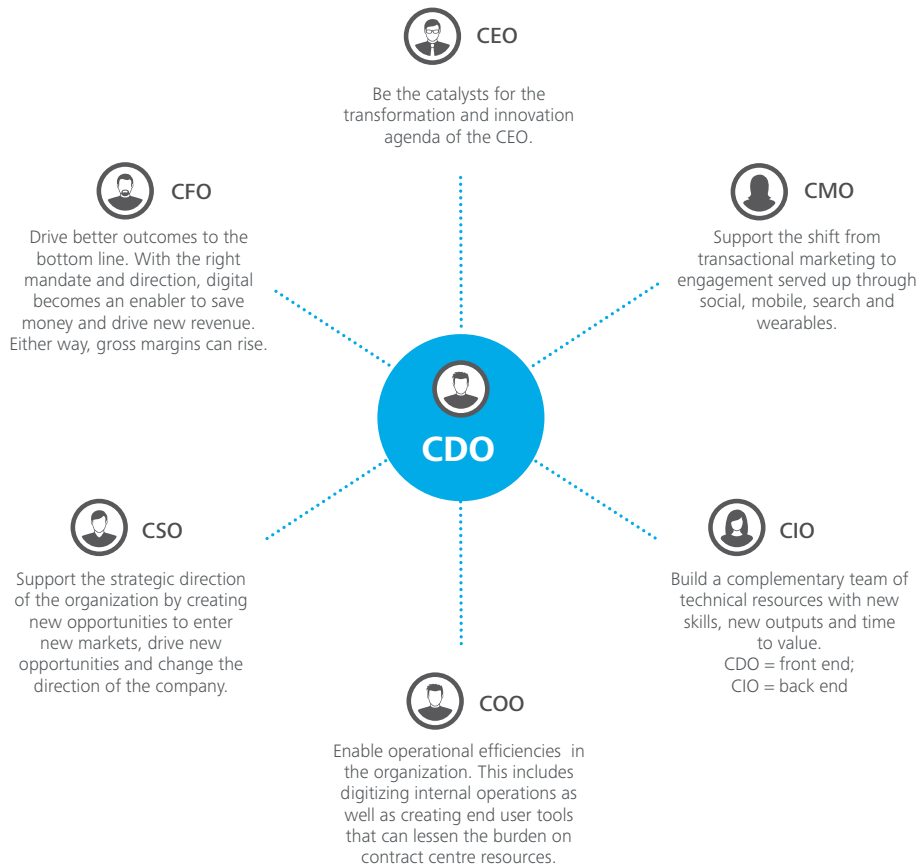 CEO
Be the catalysts for the
transformation and innovation
agenda of the CEO.
CFO
Drive better outcomes to the
bottom line. With the right
mandate and direction, digital
becomes an enabler to save
money and drive new revenue.
Either way, gross margins can rise.
CMO
Support the shift from
transactional marketing to
engagement served up through
social, mobile, search and
wearables.
CDO
CSO
Support the strategic direction
of the organization by creating
new opportunities to enter
new markets, drive new
opportunities and change the
direction of the company.
CIO
Build a complementary team of
technical resources with new
skills, new outputs and time
to value.
CDO = front end;
CIO = back end
COO
Enable operational efficiencies in
the organization. This includes
digitizing internal operations as
well as creating end user tools
that can lessen the burden on
contract centre resources.